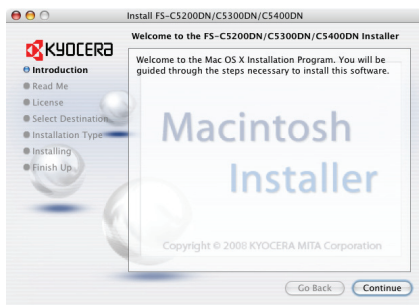 Install FS-C5200DN/C5300DN/C5400DN
KYOCERA
Welcome to the FS-C5200DN/C5300DN/C5400DN Installer
Introduction
Read Me
License
Select Destination
Installation Type
Installing
Finish Up
Welcome to the Mac OS X Installation Program. You will be
guided through the steps necessary to install this software.
Macintosh
Installer
Copyright © 2008 KYOCERA MITA Corporation
Go Back
Continue